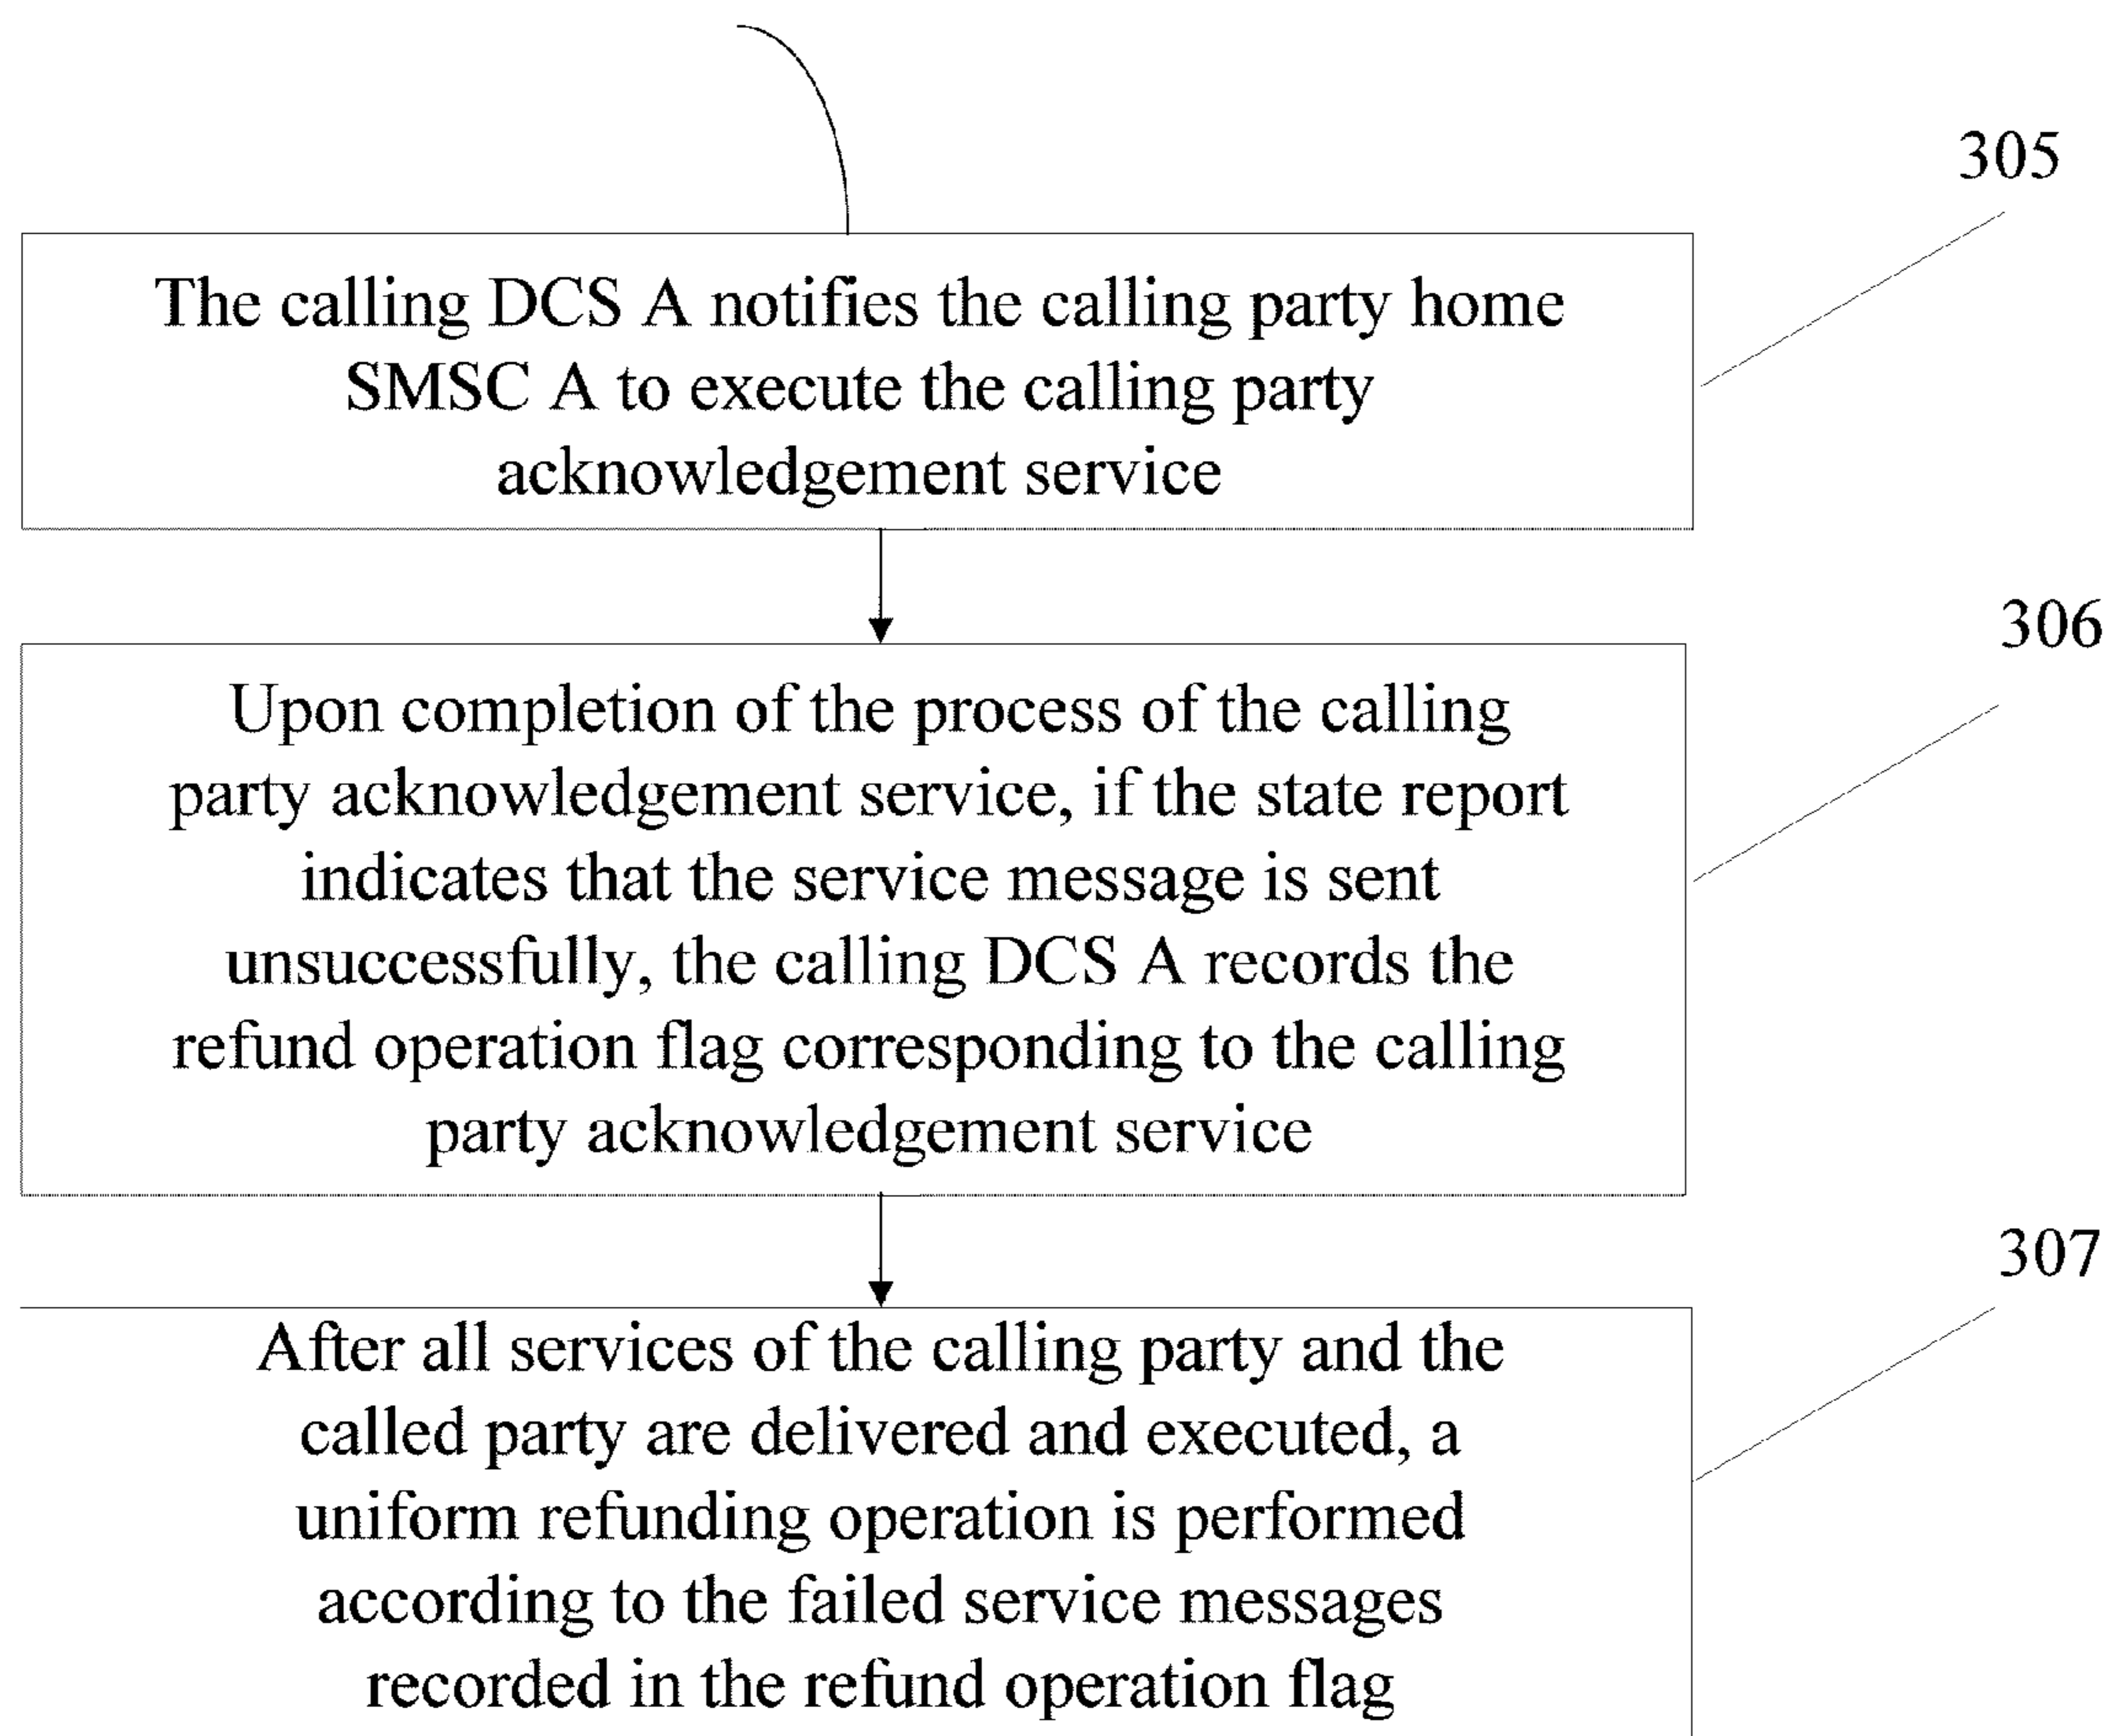 305
The calling DCS A notifies the calling party home
SMSC A to execute the calling party
acknowledgement service
306
Upon completion of the process of the calling
party acknowledgement service, if the state report
indicates that the service message is sent
unsuccessfully, the calling DCS A records the
refund operation flag corresponding to the calling
party acknowledgement service
307
After all services of the calling party and the
called party are delivered and executed, a
uniform refunding operation is performed
according to the failed service messages
recorded in the refund operation flag